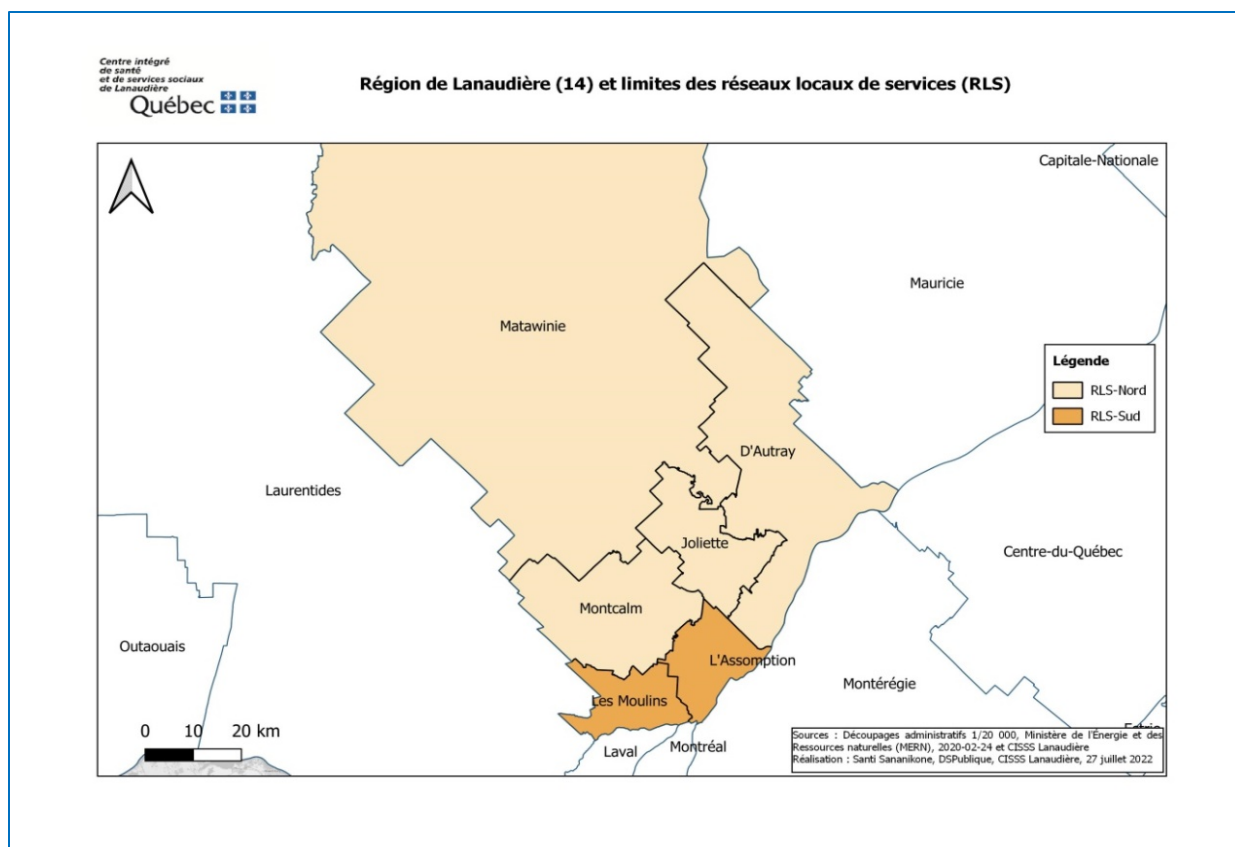 Centre intégré
de santé
et de services sociaux
de Lanaudière
Québec
Région de Lanaudière (14) et limites des réseaux locaux de services (RLS)
Capitale-Nationale
Mauricie
Matawinie
Légende
RLS-Nord
RLS-Sud
D'Autray
Laurentides
Joliette
Centre-du-Québec
Montcalm
Outaouais
L'Assomption
Montérégie
Les Moulins
0 10 20 km
Laval
Montréal
Sources : Découpages administratifs 1/20 000, Ministère de l'Énergie et des
Ressources naturelles (MERN), 2020-02-24 et CISSS Lanaudière
Réalisation : Santi Sananikone, DSPublique, CISSS Lanaudière, 27 juillet 2022